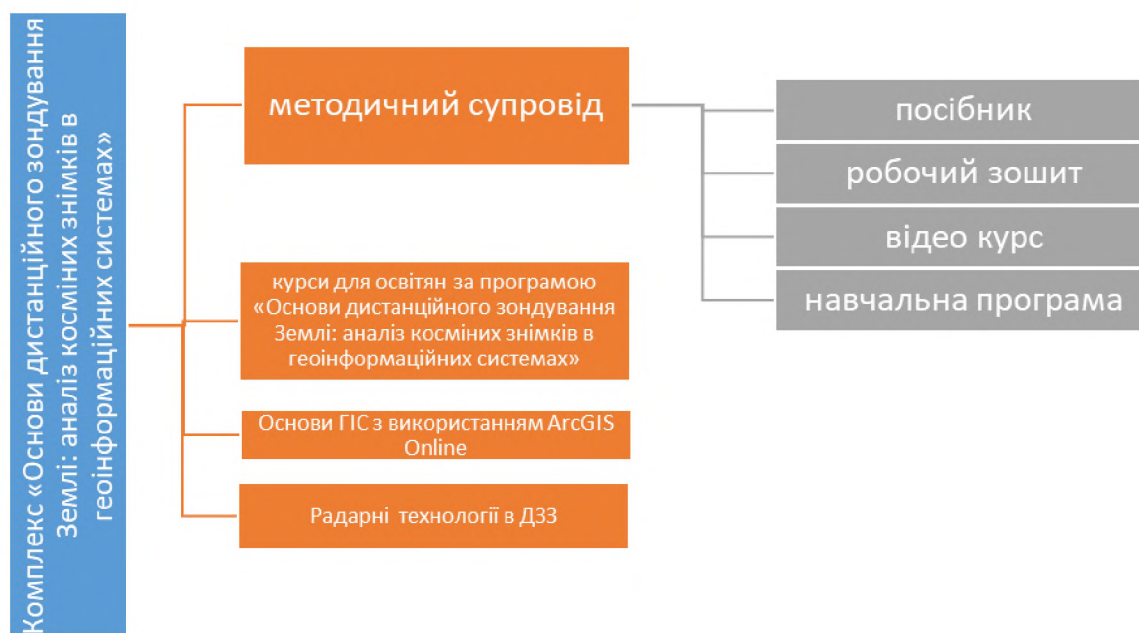 Комплекс «Основи дистанційного зондування
Землі: аналіз косміних знімків в
геоінформаційних системах»
методичний супровід
посібник
робочий зошит
відео курс
навчальна програма
курси для освітян за програмою
«Основи дистанційного зондування
Землі: аналіз косміних знімків в
геоінформаційних системах»
Основи ГІС з використанням ArcGIS
Online
Радарні технології в ДЗЗ